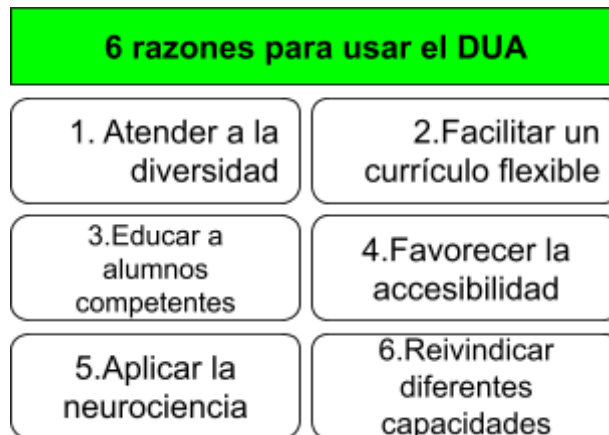 6 razones para usar el DUA
1. Atender a la
diversidad
2.Facilitar un
currículo flexible
3.Educar a
alumnos
competentes
4.Favorecer la
accesibilidad
5.Aplicar la
neurociencia
6.Reivindicar
diferentes
capacidades